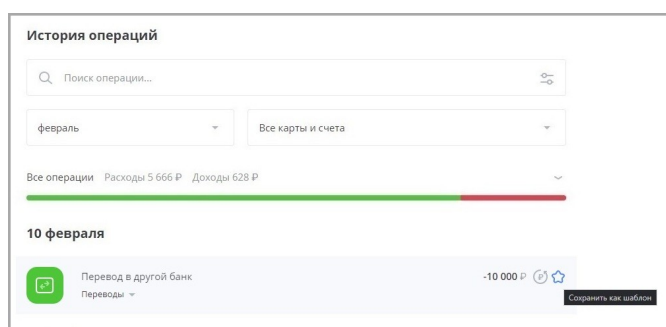 История операций
Поиск операции...
февраль
Все карты и счета
Все операции Расходы 5 666 ₽ Доходы 628 ₽
10 февраля
Перевод в другой банк
-10 000 ₽
Переводы
Сохранить как шаблон